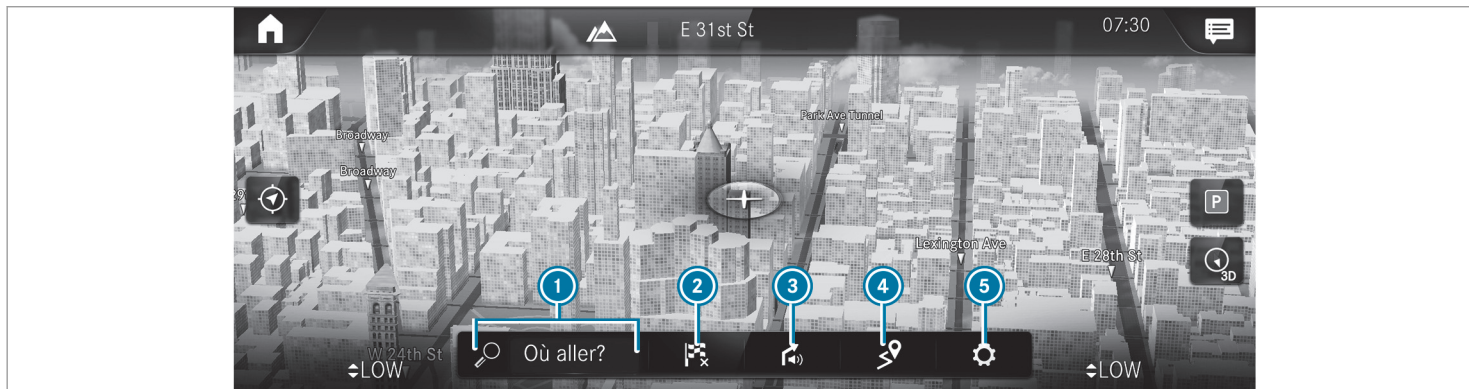 E 31st St
07:30
Park Ave Tunnel
Broadway
Broadway
P
Lexington Ave
E 28th St
3D
1
2
3
4
5
W 24th St
Où aller?
LOW
LOW